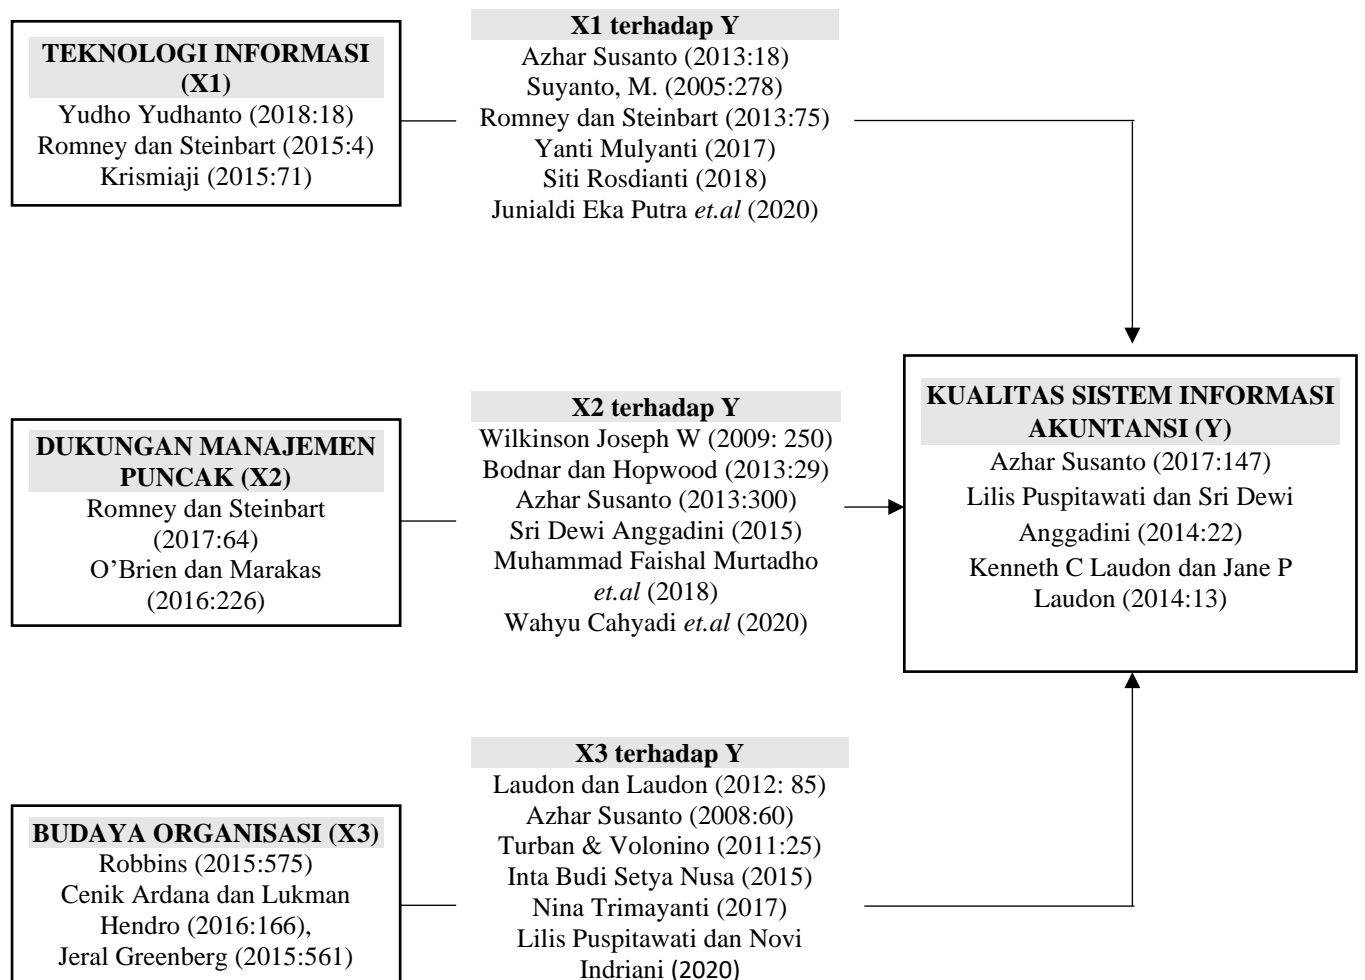 TEKNOLOGI INFORMASI
(X1)
Yudho Yudhanto (2018:18)
Romney dan Steinbart (2015:4)
Krismiaji (2015:71)
X1 terhadap Y
Azhar Susanto (2013:18)
Suyanto, M. (2005:278)
Romney dan Steinbart (2013:75)
Yanti Mulyanti (2017)
Siti Rosdianti (2018)
Junialdi Eka Putra et.al (2020)
DUKUNGAN MANAJEMEN
PUNCAK (X2)
Romney dan Steinbart
(2017:64)
O’Brien dan Marakas
(2016:226)
X2 terhadap Y
Wilkinson Joseph W (2009: 250)
Bodnar dan Hopwood (2013:29)
Azhar Susanto (2013:300)
Sri Dewi Anggadini (2015)
Muhammad Faishal Murtadho
et.al (2018)
Wahyu Cahyadi et.al (2020)
KUALITAS SISTEM INFORMASI
AKUNTANSI (Y)
Azhar Susanto (2017:147)
Lilis Puspitawati dan Sri Dewi
Anggadini (2014:22)
Kenneth C Laudon dan Jane P
Laudon (2014:13)
BUDAYA ORGANISASI (X3)
Robbins (2015:575)
Cenik Ardana dan Lukman
Hendro (2016:166),
Jeral Greenberg (2015:561)
X3 terhadap Y
Laudon dan Laudon (2012: 85)
Azhar Susanto (2008:60)
Turban & Volonino (2011:25)
Inta Budi Setya Nusa (2015)
Nina Trimayanti (2017)
Lilis Puspitawati dan Novi
Indriani (2020)